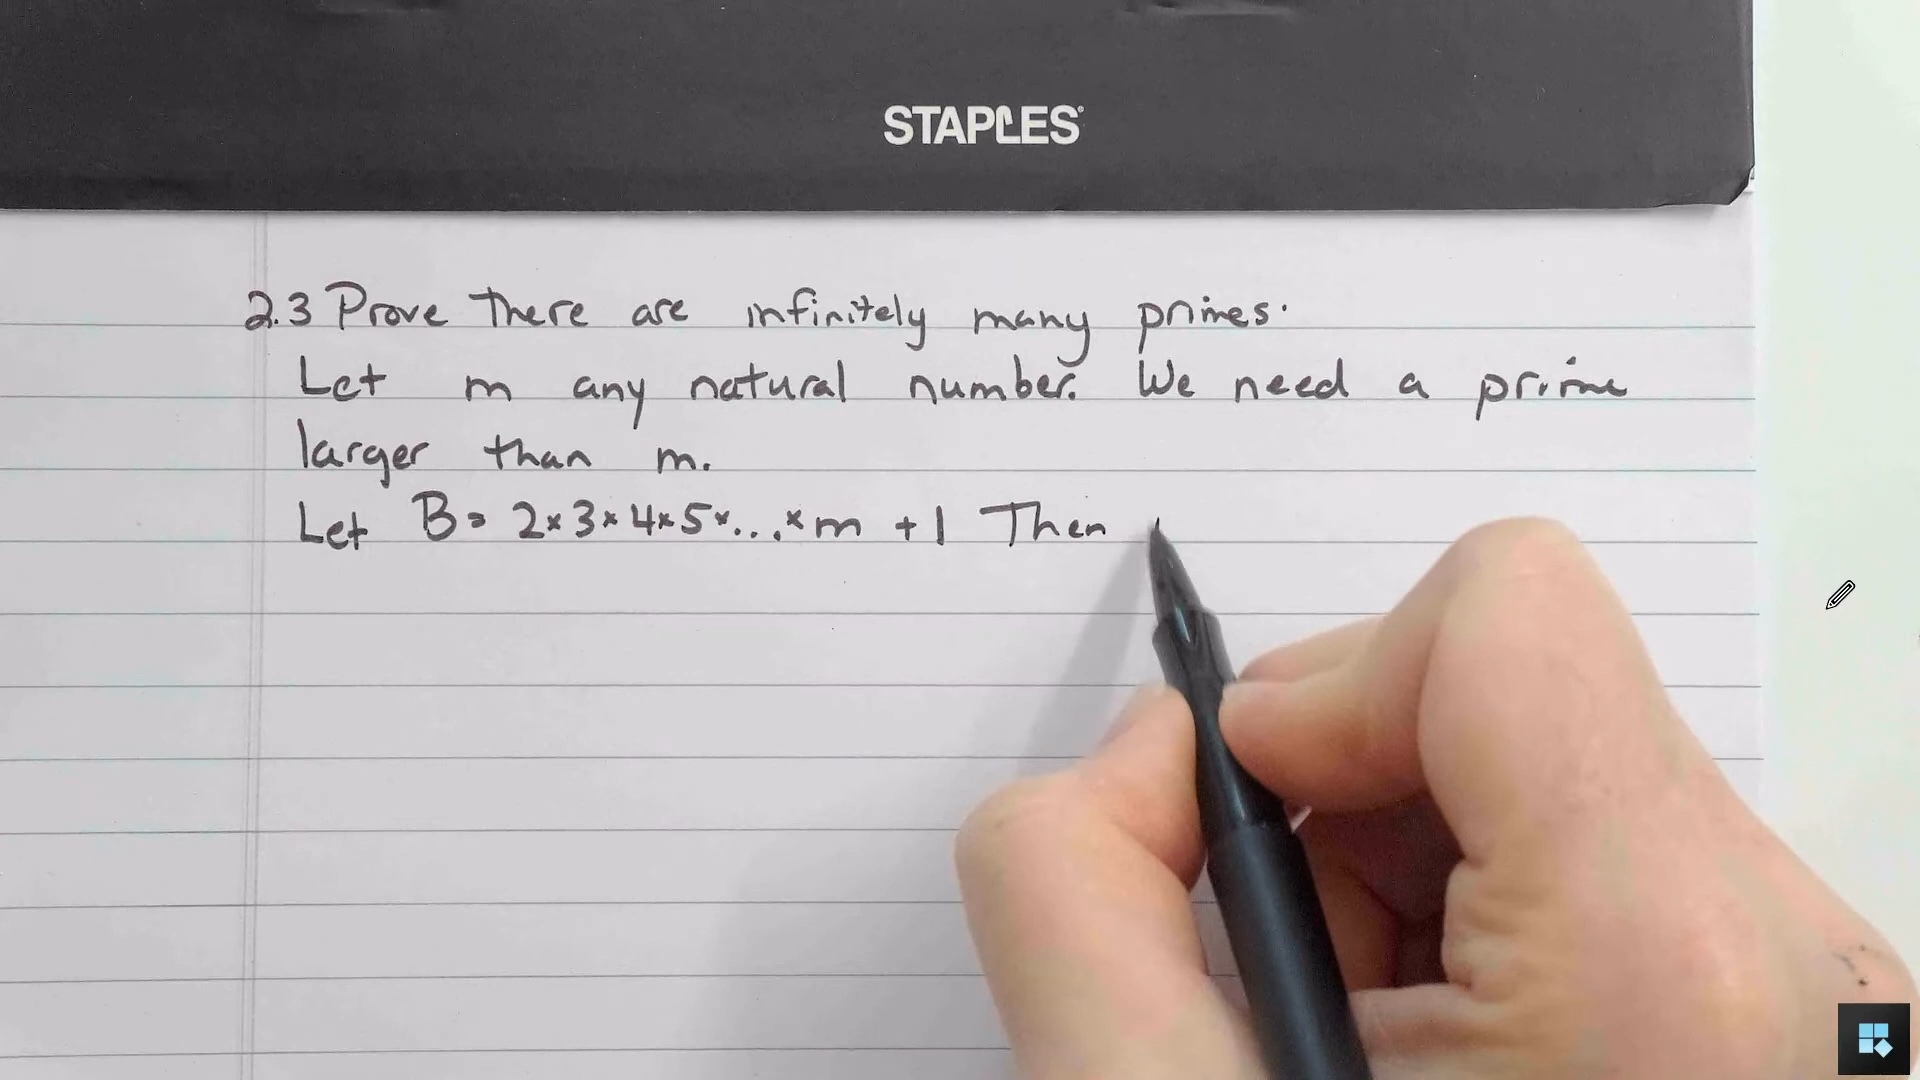 STAPLES
2.3 Prove There are infinitely many primes.
Let m any natural number. We need a prime
larger than m.
Let B = 2×3×4×5×...×m +1 Then